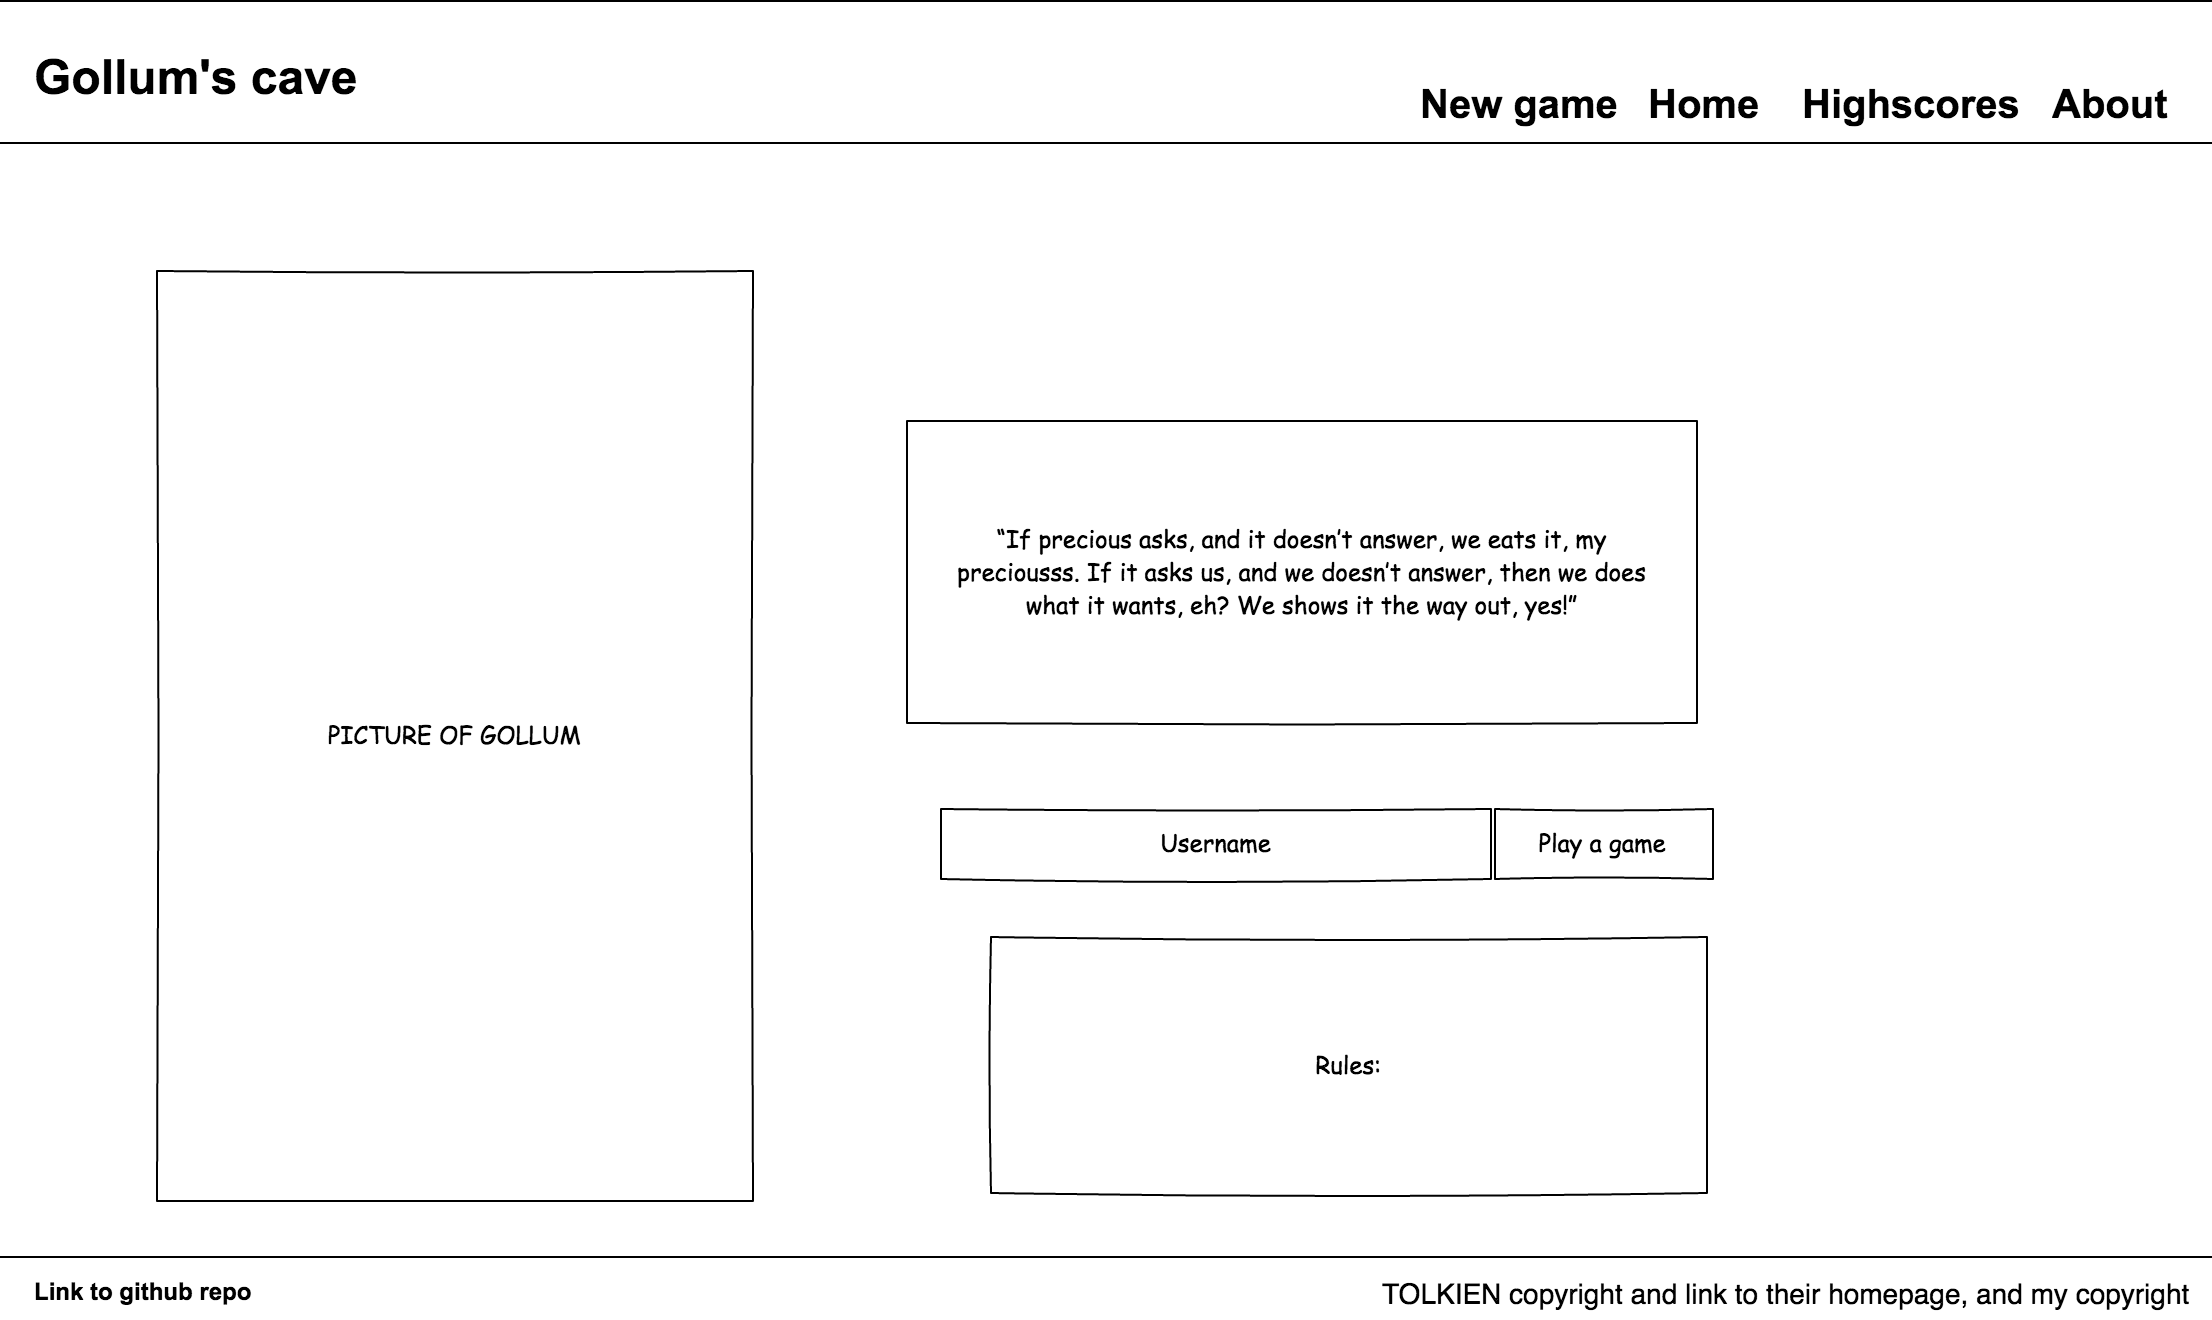 Gollum's cave
New game Home Highscores About
PICTURE OF GOLLUM
“If precious asks, and it doesn’t answer, we eats it, my
preciousss. If it asks us, and we doesn’t answer, then we does
what it wants, eh? We shows it the way out, yes!”
Username
Play a game
Rules:
Link to github repo
TOLKIEN copyright and link to their homepage, and my copyright